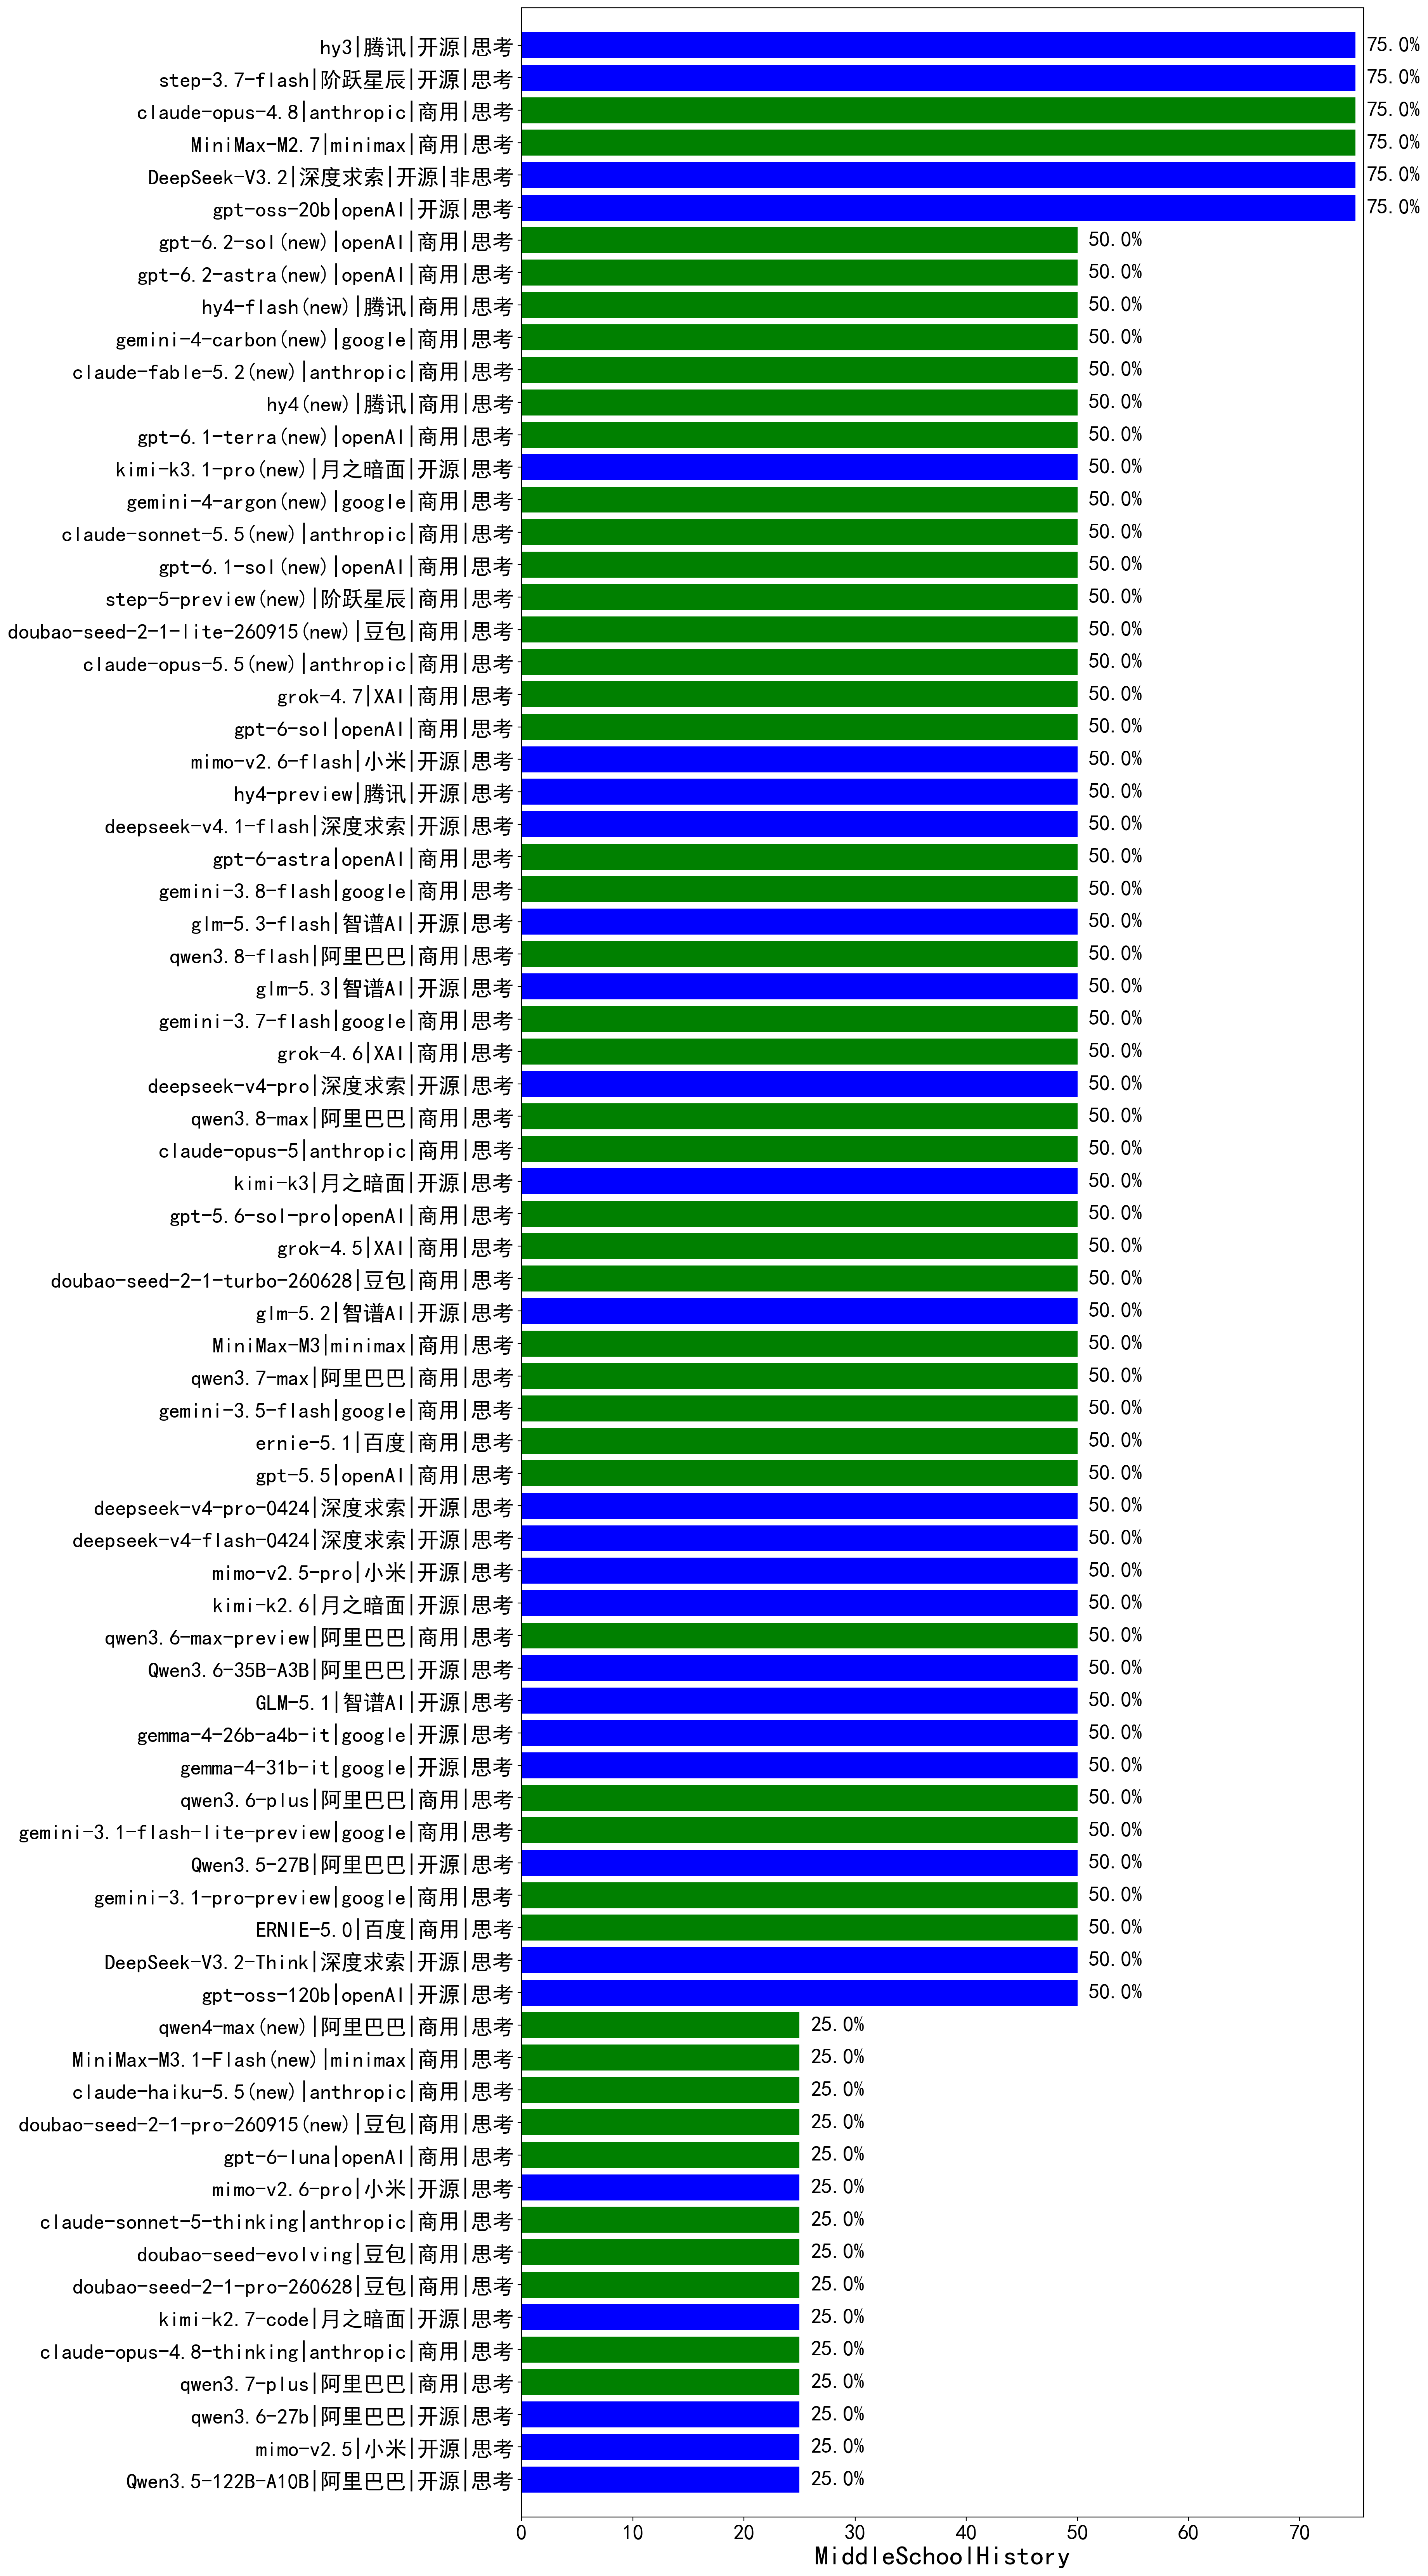 hy3|腾讯|开源|思考 75.0%
step-3.7-flash|阶跃星辰|开源|思考 75.0%
claude-opus-4.8|anthropic|商用|思考 75.0%
MiniMax-M2.7|minimax|商用|思考 75.0%
DeepSeek-V3.2|深度求索|开源|非思考 75.0%
gpt-oss-20b|openAI|开源|思考 75.0%
gpt-6.2-sol(new)|openAI|商用|思考 50.0%
gpt-6.2-astra(new)|openAI|商用|思考 50.0%
hy4-flash(new)|腾讯|商用|思考 50.0%
gemini-4-carbon(new)|google|商用|思考 50.0%
claude-fable-5.2(new)|anthropic|商用|思考 50.0%
hy4(new)|腾讯|商用|思考 50.0%
gpt-6.1-terra(new)|openAI|商用|思考 50.0%
kimi-k3.1-pro(new)|月之暗面|开源|思考 50.0%
gemini-4-argon(new)|google|商用|思考 50.0%
claude-sonnet-5.5(new)|anthropic|商用|思考 50.0%
gpt-6.1-sol(new)|openAI|商用|思考 50.0%
step-5-preview(new)|阶跃星辰|商用|思考 50.0%
doubao-seed-2-1-lite-260915(new)|豆包|商用|思考 50.0%
claude-opus-5.5(new)|anthropic|商用|思考 50.0%
grok-4.7|XAI|商用|思考 50.0%
gpt-6-sol|openAI|商用|思考 50.0%
mimo-v2.6-flash|小米|开源|思考 50.0%
hy4-preview|腾讯|开源|思考 50.0%
deepseek-v4.1-flash|深度求索|开源|思考 50.0%
gpt-6-astra|openAI|商用|思考 50.0%
gemini-3.8-flash|google|商用|思考 50.0%
glm-5.3-flash|智谱AI|开源|思考 50.0%
qwen3.8-flash|阿里巴巴|商用|思考 50.0%
glm-5.3|智谱AI|开源|思考 50.0%
gemini-3.7-flash|google|商用|思考 50.0%
grok-4.6|XAI|商用|思考 50.0%
deepseek-v4-pro|深度求索|开源|思考 50.0%
qwen3.8-max|阿里巴巴|商用|思考 50.0%
claude-opus-5|anthropic|商用|思考 50.0%
kimi-k3|月之暗面|开源|思考 50.0%
gpt-5.6-sol-pro|openAI|商用|思考 50.0%
grok-4.5|XAI|商用|思考 50.0%
doubao-seed-2-1-turbo-260628|豆包|商用|思考 50.0%
glm-5.2|智谱AI|开源|思考 50.0%
MiniMax-M3|minimax|商用|思考 50.0%
qwen3.7-max|阿里巴巴|商用|思考 50.0%
gemini-3.5-flash|google|商用|思考 50.0%
ernie-5.1|百度|商用|思考 50.0%
gpt-5.5|openAI|商用|思考 50.0%
deepseek-v4-pro-0424|深度求索|开源|思考 50.0%
deepseek-v4-flash-0424|深度求索|开源|思考 50.0%
mimo-v2.5-pro|小米|开源|思考 50.0%
kimi-k2.6|月之暗面|开源|思考 50.0%
qwen3.6-max-preview|阿里巴巴|商用|思考 50.0%
Qwen3.6-35B-A3B|阿里巴巴|开源|思考 50.0%
GLM-5.1|智谱AI|开源|思考 50.0%
gemma-4-26b-a4b-it|google|开源|思考 50.0%
gemma-4-31b-it|google|开源|思考 50.0%
qwen3.6-plus|阿里巴巴|商用|思考 50.0%
gemini-3.1-flash-lite-preview|google|商用|思考 50.0%
Qwen3.5-27B|阿里巴巴|开源|思考 50.0%
gemini-3.1-pro-preview|google|商用|思考 50.0%
ERNIE-5.0|百度|商用|思考 50.0%
DeepSeek-V3.2-Think|深度求索|开源|思考 50.0%
gpt-oss-120b|openAI|开源|思考 50.0%
qwen4-max(new)|阿里巴巴|商用|思考 25.0%
MiniMax-M3.1-Flash(new)|minimax|商用|思考 25.0%
claude-haiku-5.5(new)|anthropic|商用|思考 25.0%
doubao-seed-2-1-pro-260915(new)|豆包|商用|思考 25.0%
gpt-6-luna|openAI|商用|思考 25.0%
mimo-v2.6-pro|小米|开源|思考 25.0%
claude-sonnet-5-thinking|anthropic|商用|思考 25.0%
doubao-seed-evolving|豆包|商用|思考 25.0%
doubao-seed-2-1-pro-260628|豆包|商用|思考 25.0%
kimi-k2.7-code|月之暗面|开源|思考 25.0%
claude-opus-4.8-thinking|anthropic|商用|思考 25.0%
qwen3.7-plus|阿里巴巴|商用|思考 25.0%
qwen3.6-27b|阿里巴巴|开源|思考 25.0%
mimo-v2.5|小米|开源|思考 25.0%
Qwen3.5-122B-A10B|阿里巴巴|开源|思考 25.0%
0 10 20 30 40 50 60 70
MiddleSchoolHistory